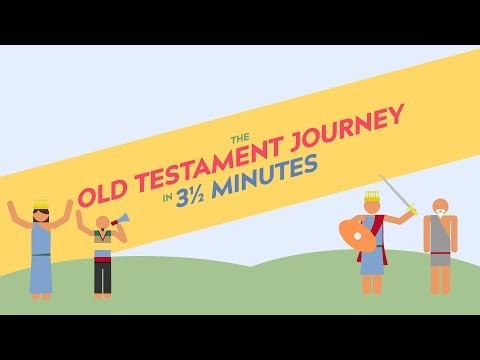 THE
OLD TESTAMENT JOURNEY
IN 3½ MINUTES